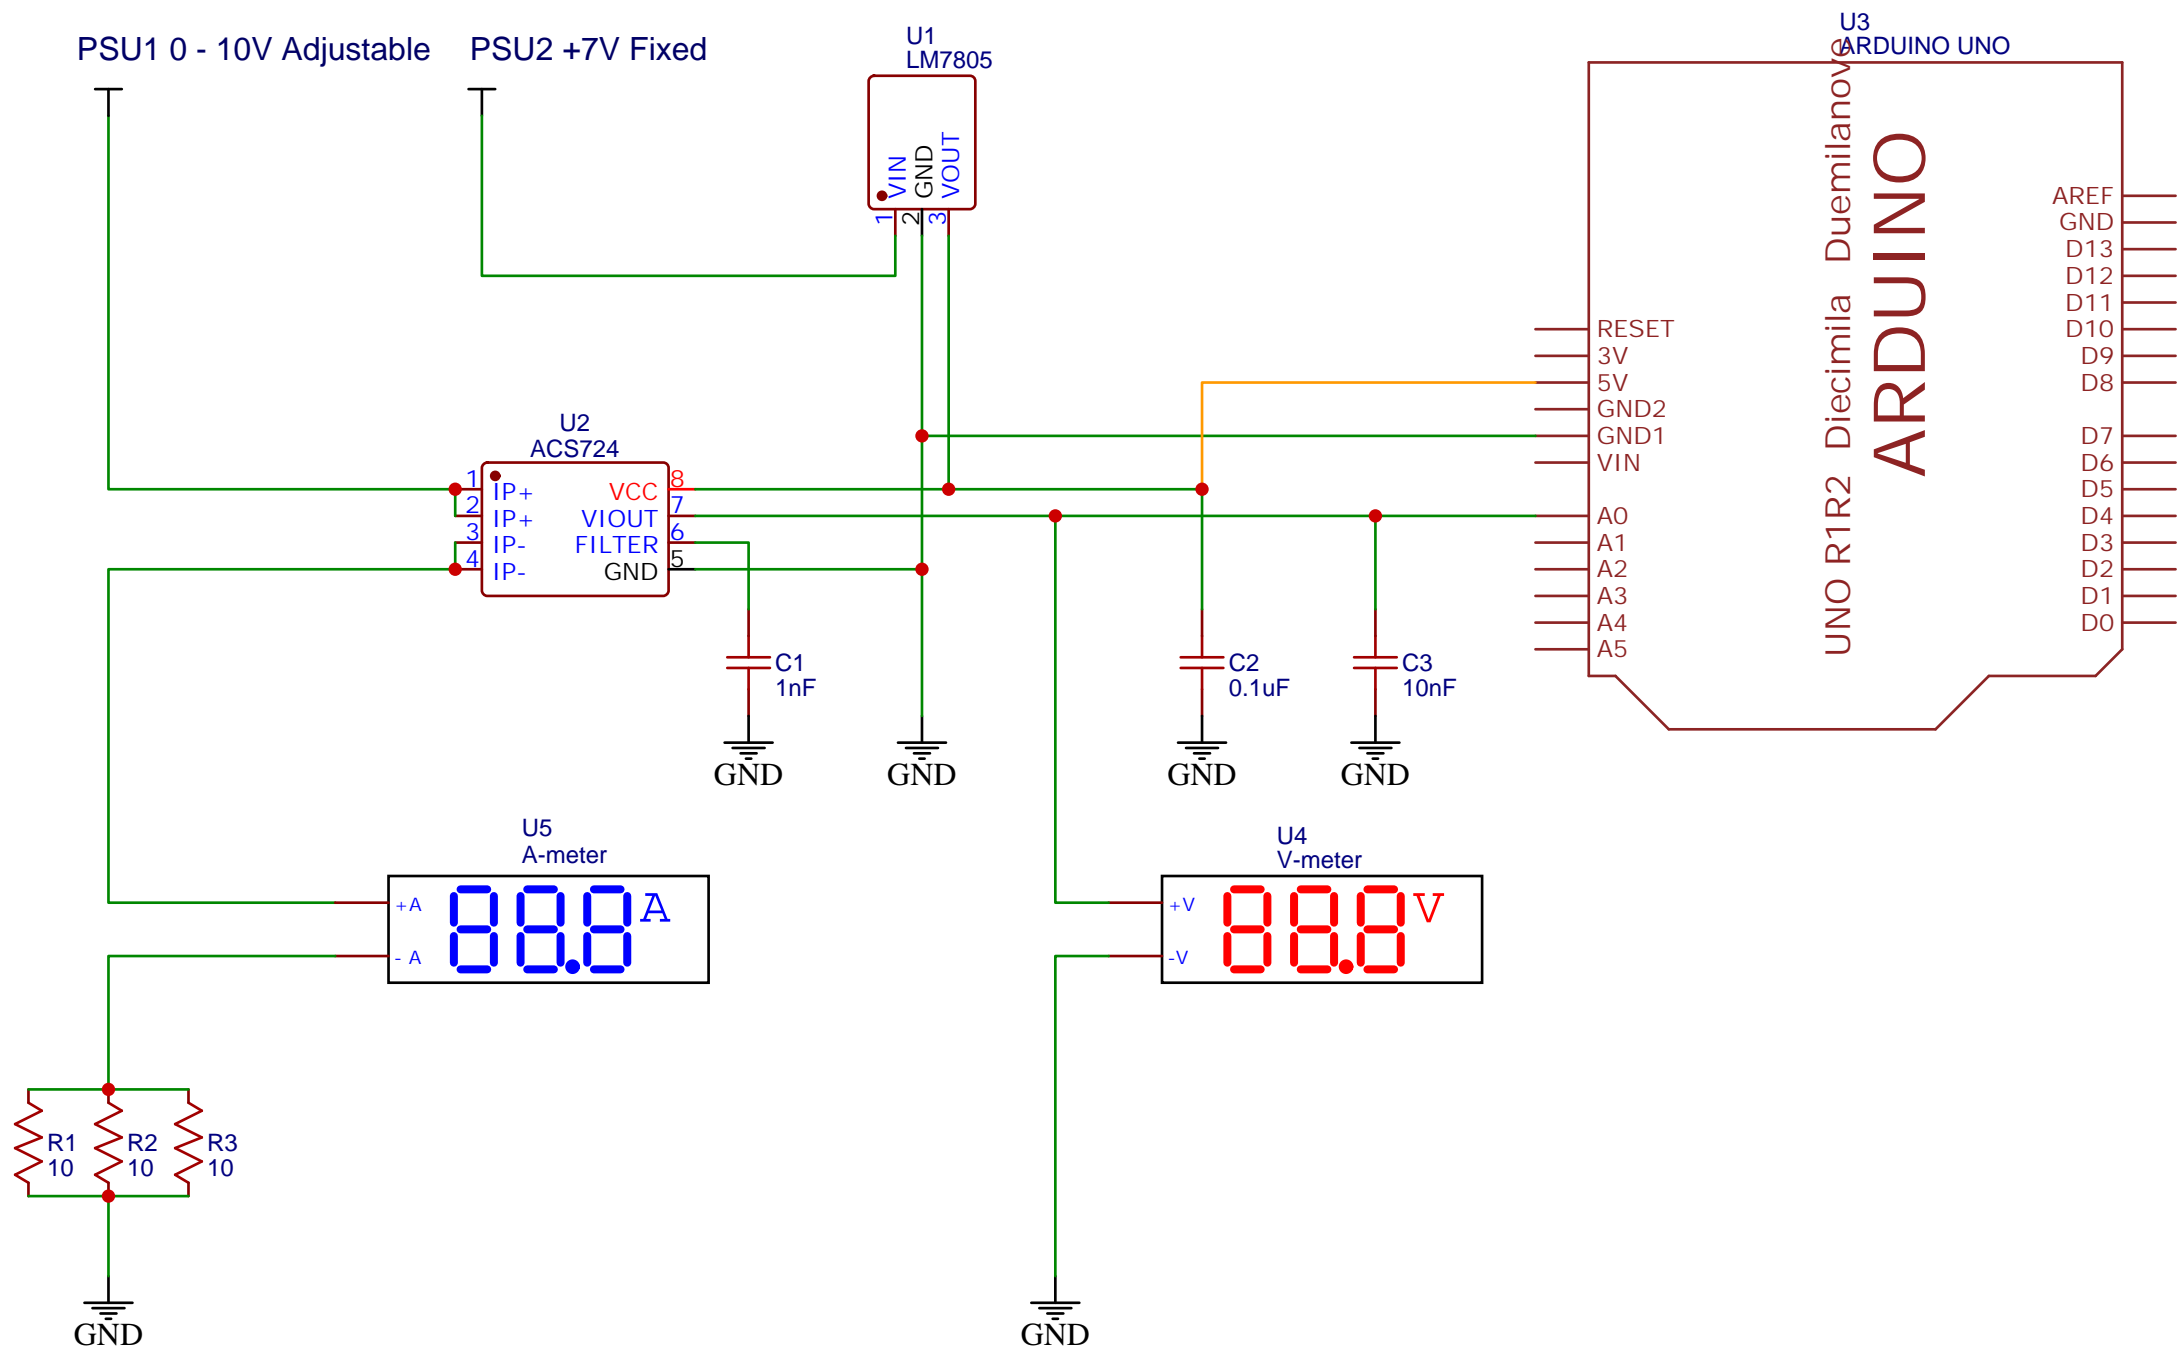 PSU1 0 - 10V Adjustable
PSU2 +7V Fixed
U1
LM7805
VIN
GND
VOUT
1
2
3
U3
ARDUINO UNO
UNO R1R2 Diecimila Duemilanove
ARDUINO
RESET
3V
5V
GND2
GND1
VIN
A0
A1
A2
A3
A4
A5
AREF
GND
D13
D12
D11
D10
D9
D8
D7
D6
D5
D4
D3
D2
D1
D0
U2
ACS724
1 IP+
2 IP+
3 IP-
4 IP-
VCC 8
VIOUT 7
FILTER 6
GND 5
C1
1nF
GND
GND
C2
0.1uF
GND
C3
10nF
GND
U5
A-meter
+A
- A
88.8 A
U4
V-meter
+V
-V
88.8 V
R1
10
R2
10
R3
10
GND
GND